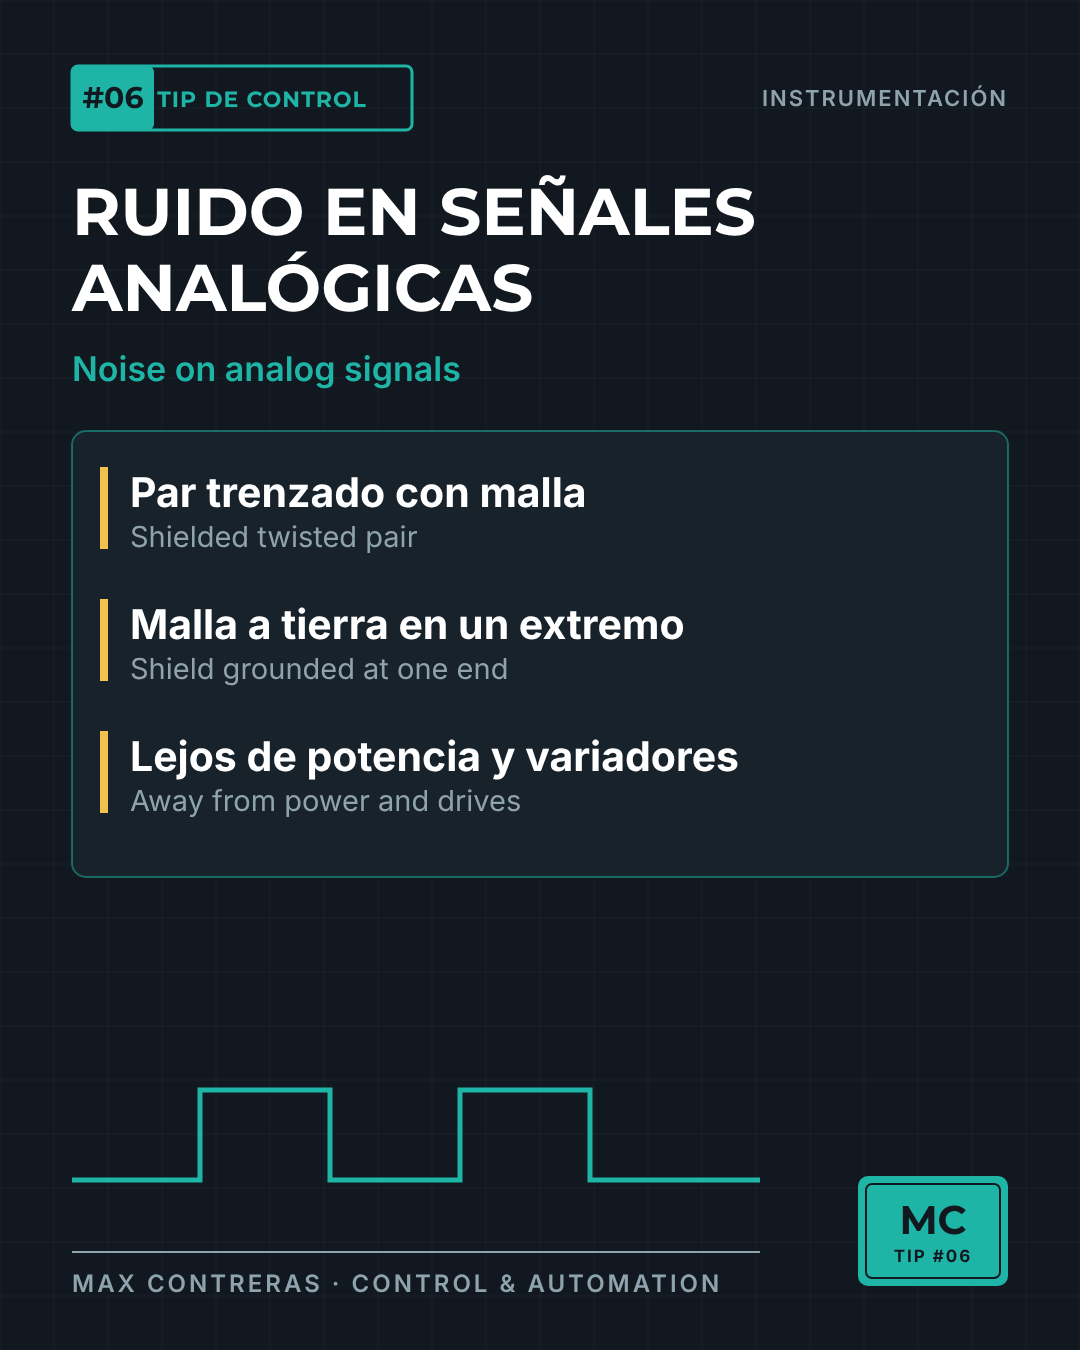 #06 TIP DE CONTROL
INSTRUMENTACIÓN
RUIDO EN SEÑALES
ANALÓGICAS
Noise on analog signals
Par trenzado con malla
Shielded twisted pair
Malla a tierra en un extremo
Shield grounded at one end
Lejos de potencia y variadores
Away from power and drives
MC
TIP #06
MAX CONTRERAS · CONTROL & AUTOMATION